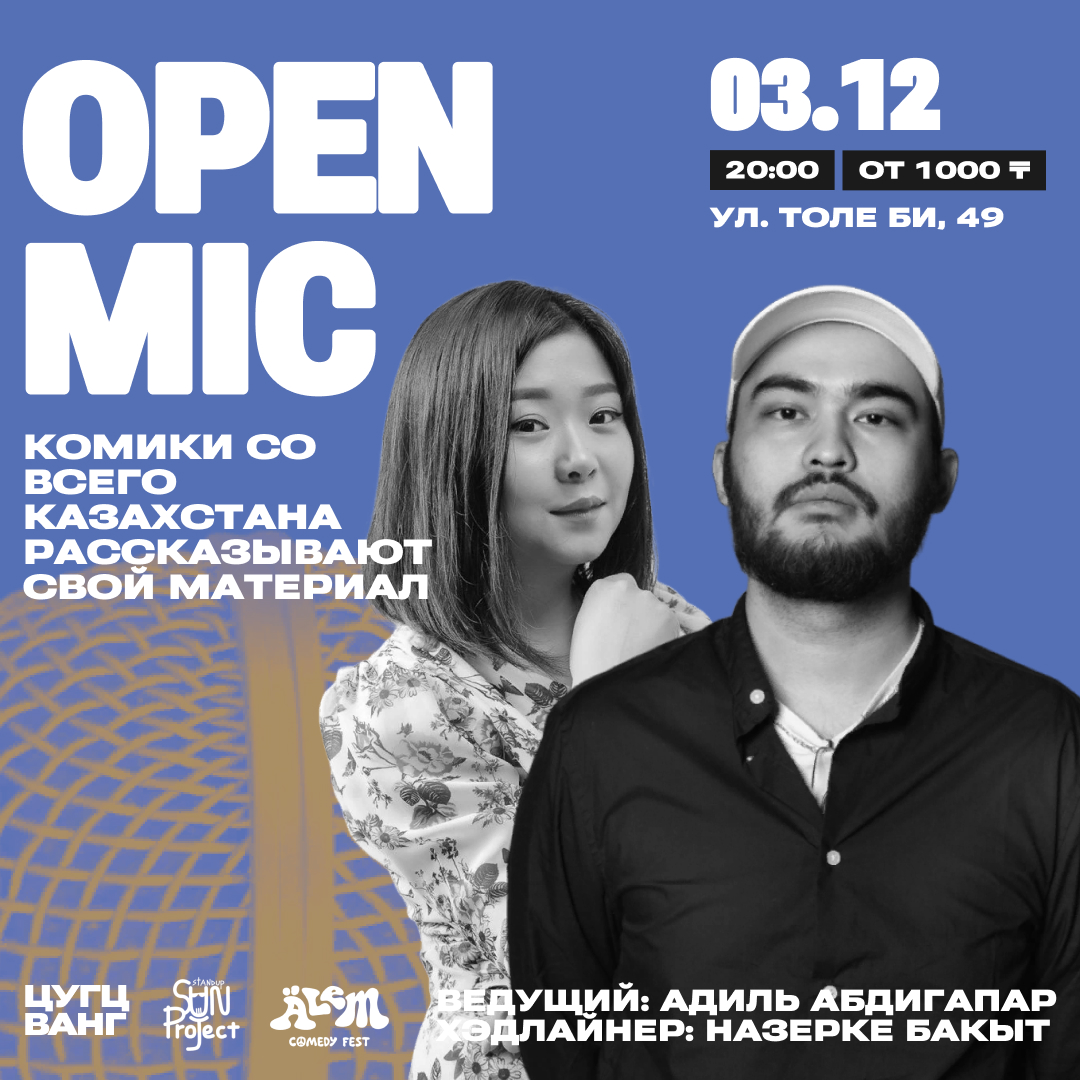 OPEN
MIC
03.12
20:00 ОТ 1000 ₸
УЛ. ТОЛЕ БИ, 49
КОМИКИ СО
ВСЕГО
КАЗАХСТАНА
РАССКАЗЫВАЮТ
СВОЙ МАТЕРИАЛ
ЦУГЦ
ВАНГ
STANDUP
SUN
Project
ÄLEM
COMEDY FEST
ВЕДУЩИЙ: АДИЛЬ АБДИГАПАР
ХЭДЛАЙНЕР: НАЗЕРКЕ БАКЫТ